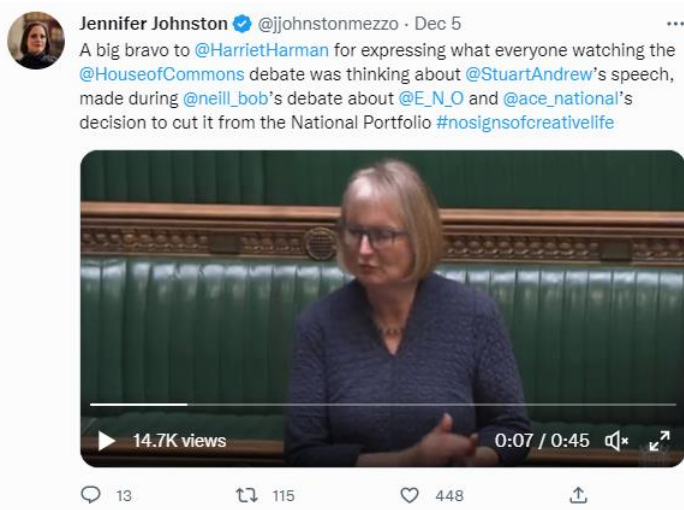 Jennifer Johnston @jjohnstonmezzo · Dec 5
A big bravo to @HarrietHarman for expressing what everyone watching the
@HouseofCommons debate was thinking about @StuartAndrew's speech,
made during @neill_bob's debate about @E_N_O and @ace_national's
decision to cut it from the National Portfolio #nosignsofcreativelife
14.7K views 0:07 / 0:45
13 115 448